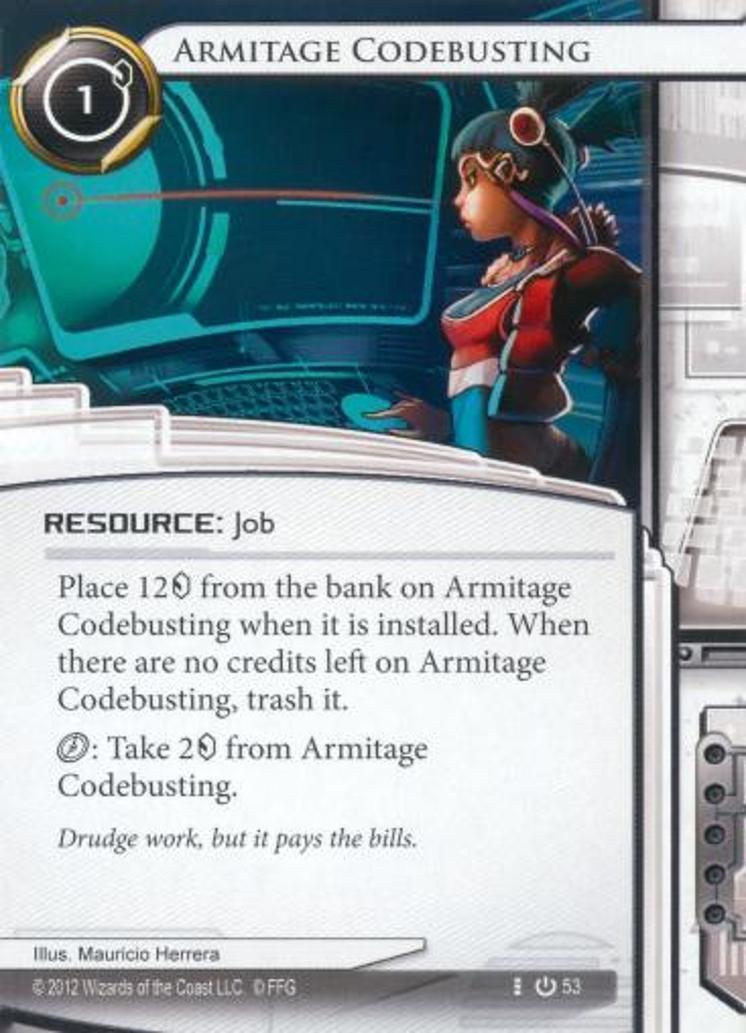 ARMITAGE CODEBUSTING
1
RESOURCE: Job
Place 12 from the bank on Armitage
Codebusting when it is installed. When
there are no credits left on Armitage
Codebusting, trash it.
: Take 2 from Armitage
Codebusting.
Drudge work, but it pays the bills.
Illus. Mauricio Herrera
© 2012 Wizards of the Coast LLC. © FFG
53